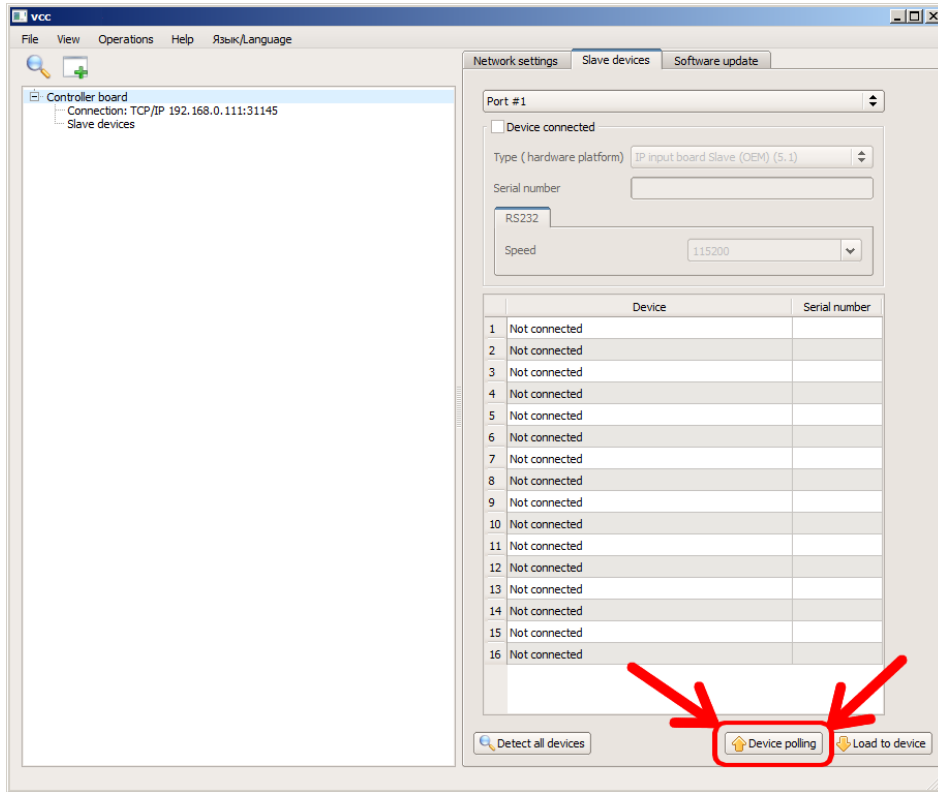 vcc
File View Operations Help Язык/Language
Network settings Slave devices Software update
Controller board
Connection: TCP/IP 192.168.0.111:31145
Slave devices
Port #1
Device connected
Type (hardware platform) IP input board Slave (OEM) (5.1)
Serial number
RS232
Speed 115200
Device Serial number
1 Not connected
2 Not connected
3 Not connected
4 Not connected
5 Not connected
6 Not connected
7 Not connected
8 Not connected
9 Not connected
10 Not connected
11 Not connected
12 Not connected
13 Not connected
14 Not connected
15 Not connected
16 Not connected
Detect all devices Device polling Load to device